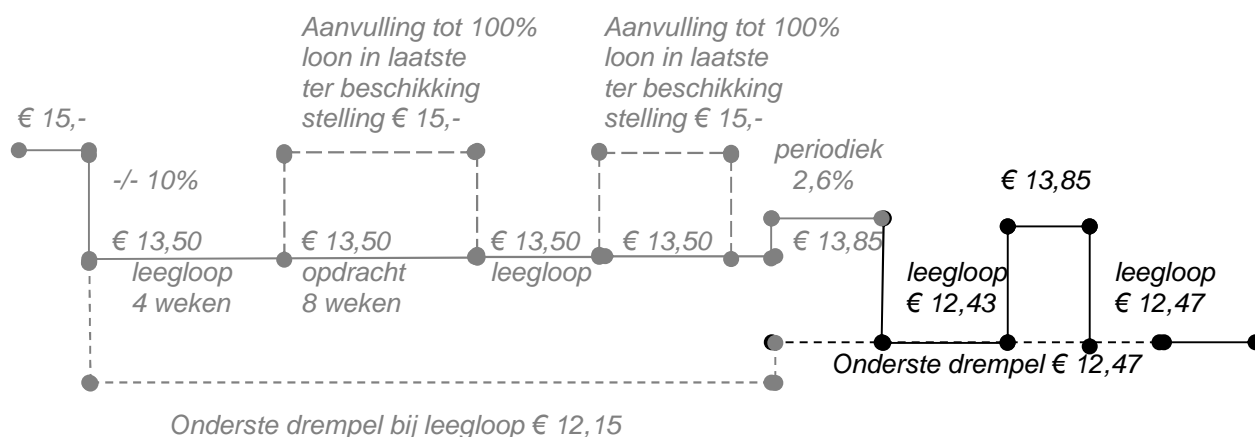 Aanvulling tot 100%
loon in laatste
ter beschikking
stelling € 15,-
Aanvulling tot 100%
loon in laatste
ter beschikking
stelling € 15,-
€ 15,-
-/- 10%
periodiek
2,6%
€ 13,85
€ 13,50
leegloop
4 weken
€ 13,50
opdracht
8 weken
€ 13,50
leegloop
€ 13,50
€ 13,85
leegloop
€ 12,43
leegloop
€ 12,47
Onderste drempel € 12,47
Onderste drempel bij leegloop € 12,15